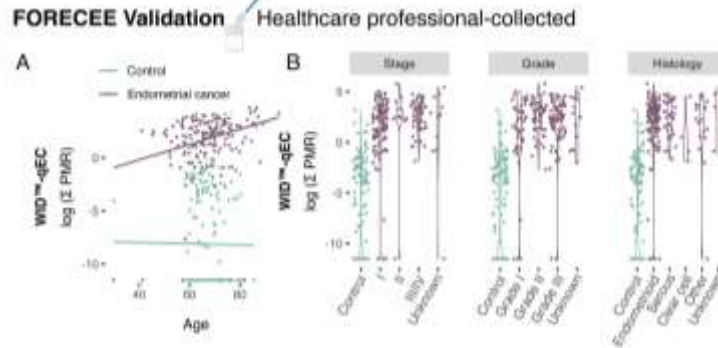 FORECEE Validation Healthcare professional-collected
A
Control
Endometrial cancer
WID™-qEC
log (Σ PMR)
0
-5
-10
40
60
80
Age
B
Stage
Grade
Histology
WID™-qEC
log (Σ PMR)
5
0
-5
-10
Control
I
II
III/IV
Unknown
Control
Grade I
Grade II
Grade III
Unknown
Control
Endometrioid
Serous
Clear cell
Other
Unknown